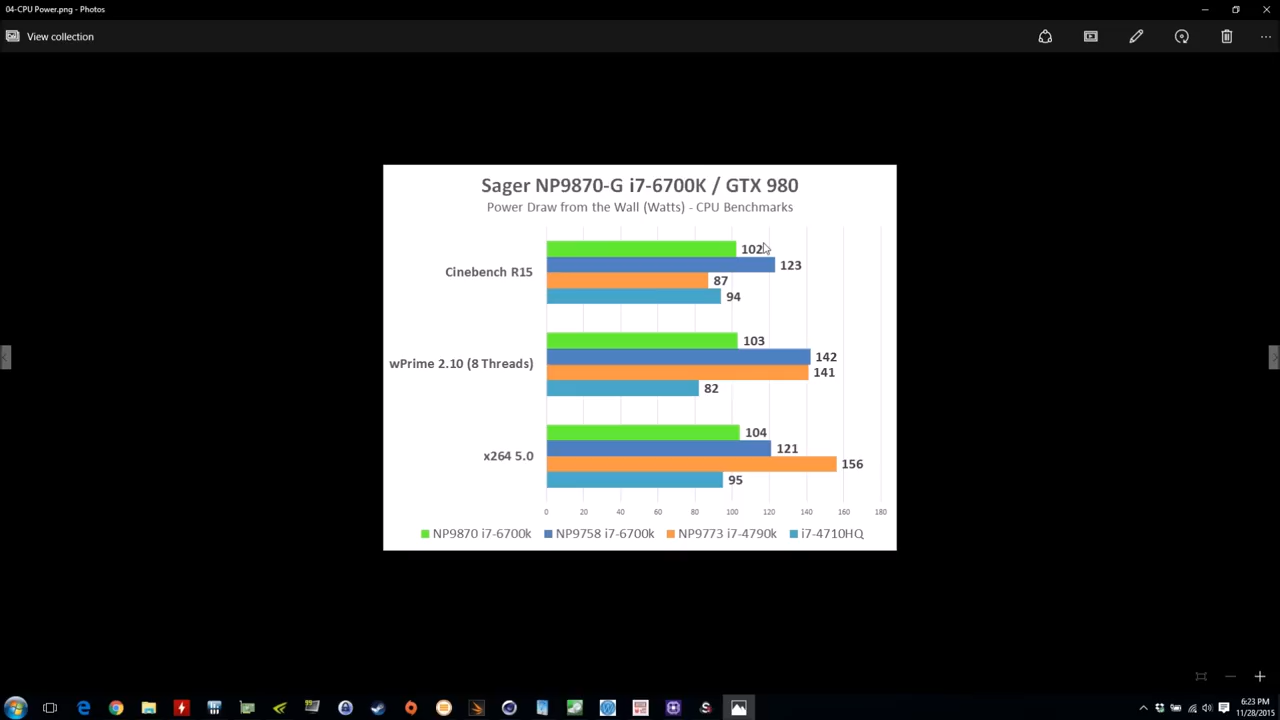 04-CPU Power.png - Photos
View collection
Sager NP9870-G i7-6700K / GTX 980
Power Draw from the Wall (Watts) - CPU Benchmarks
Cinebench R15
102
123
87
94
wPrime 2.10 (8 Threads)
103
142
141
82
x264 5.0
104
121
156
95
0 20 40 60 80 100 120 140 160 180
NP9870 i7-6700k NP9758 i7-6700k NP9773 i7-4790k i7-4710HQ
6:23 PM
11/28/2015